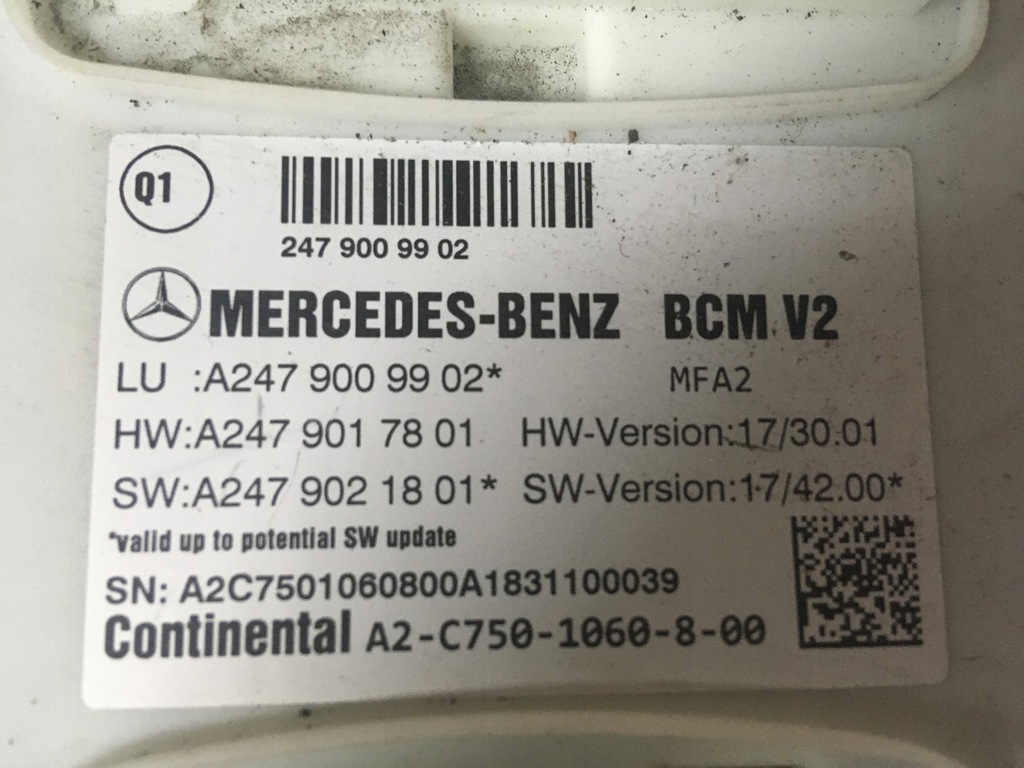 Q1
247 900 99 02
MERCEDES-BENZ BCM V2
LU :A247 900 99 02* MFA2
HW:A247 901 78 01 HW-Version:17/30.01
SW:A247 902 18 01* SW-Version:17/42.00*
*valid up to potential SW update
SN: A2C7501060800A1831100039
Continental A2-C750-1060-8-00